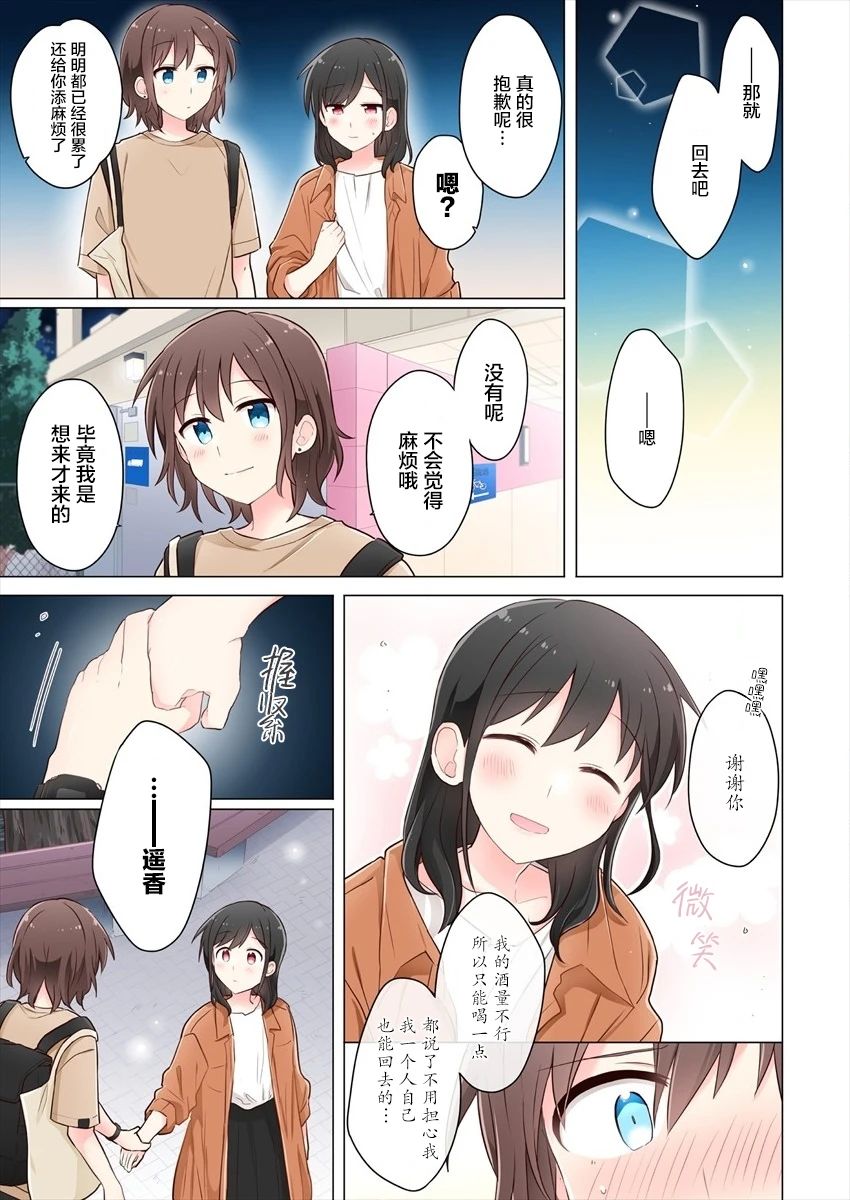 ——那就
回去吧
——嗯
真的很
抱歉呢…
嗯？
明明都已经很累了
还给你添麻烦了
没有呢
不会觉得
麻烦哦
毕竟我是
想来才来的
嘿嘿嘿
谢谢你
微笑
我的酒量不行
所以只能喝一点
都说了不用担心我
我一个人自己
也能回去的…
握紧
…——遥香